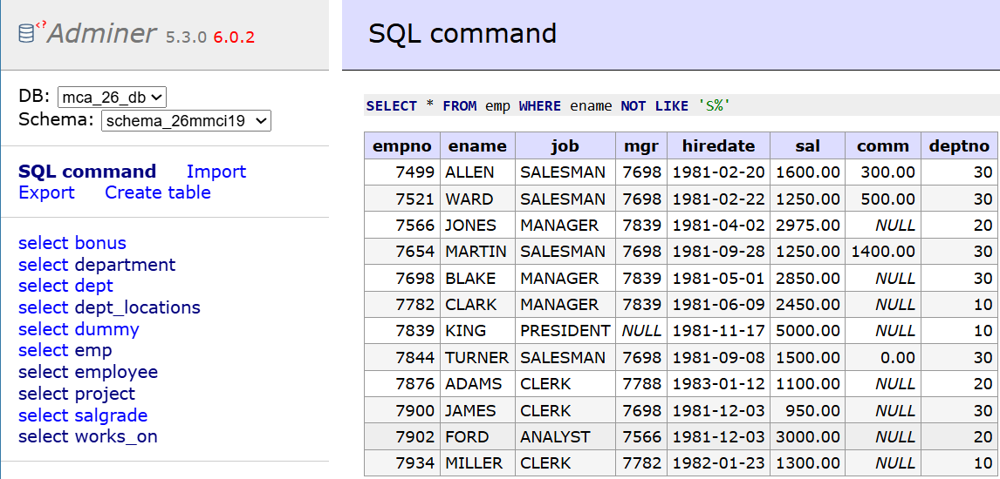 Adminer 5.3.0 6.0.2
DB: mca_26_db
Schema: schema_26mmci19
SQL command Import
Export Create table
select bonus
select department
select dept
select dept_locations
select dummy
select emp
select employee
select project
select salgrade
select works_on
SQL command
SELECT * FROM emp WHERE ename NOT LIKE 'S%'
empno ename job mgr hiredate sal comm deptno
7499 ALLEN SALESMAN 7698 1981-02-20 1600.00 300.00 30
7521 WARD SALESMAN 7698 1981-02-22 1250.00 500.00 30
7566 JONES MANAGER 7839 1981-04-02 2975.00 NULL 20
7654 MARTIN SALESMAN 7698 1981-09-28 1250.00 1400.00 30
7698 BLAKE MANAGER 7839 1981-05-01 2850.00 NULL 30
7782 CLARK MANAGER 7839 1981-06-09 2450.00 NULL 10
7839 KING PRESIDENT NULL 1981-11-17 5000.00 NULL 10
7844 TURNER SALESMAN 7698 1981-09-08 1500.00 0.00 30
7876 ADAMS CLERK 7788 1983-01-12 1100.00 NULL 20
7900 JAMES CLERK 7698 1981-12-03 950.00 NULL 30
7902 FORD ANALYST 7566 1981-12-03 3000.00 NULL 20
7934 MILLER CLERK 7782 1982-01-23 1300.00 NULL 10